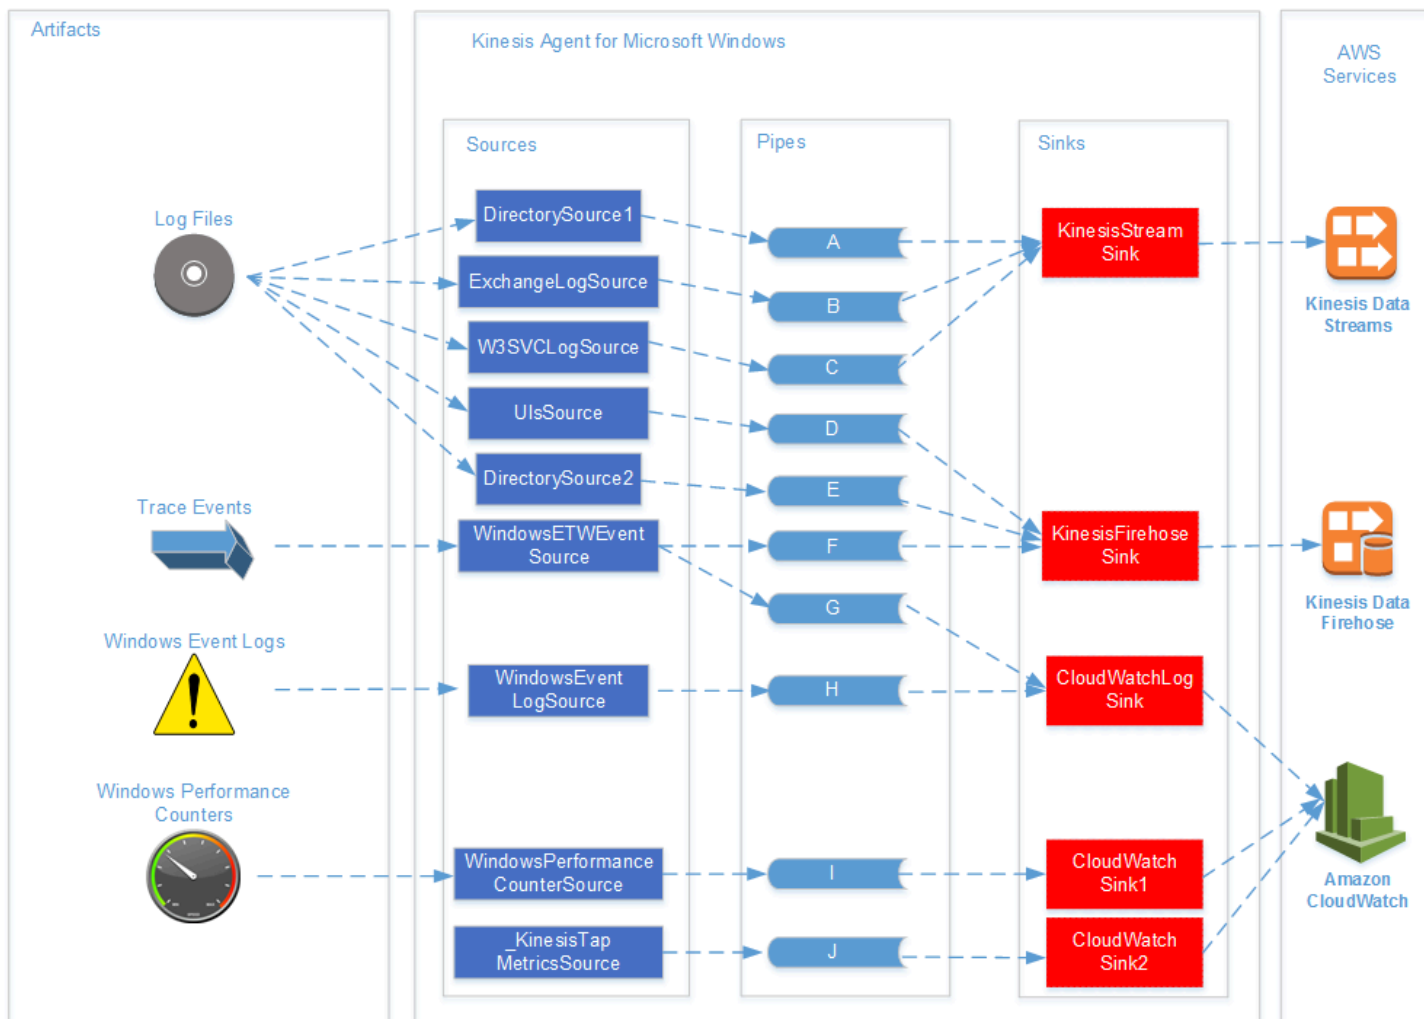 Artifacts
Kinesis Agent for Microsoft Windows
AWS
Services
Sources
Pipes
Sinks
Log Files
DirectorySource1
A
KinesisStream
Sink
ExchangeLogSource
B
Kinesis Data
Streams
W3SVCLogSource
C
UlsSource
D
DirectorySource2
E
Trace Events
WindowsETWEvent
Source
F
KinesisFirehose
Sink
G
Kinesis Data
Firehose
Windows Event Logs
WindowsEvent
LogSource
H
CloudWatchLog
Sink
Windows Performance
Counters
WindowsPerformance
CounterSource
I
CloudWatch
Sink1
Amazon
CloudWatch
_KinesisTap
MetricsSource
J
CloudWatch
Sink2